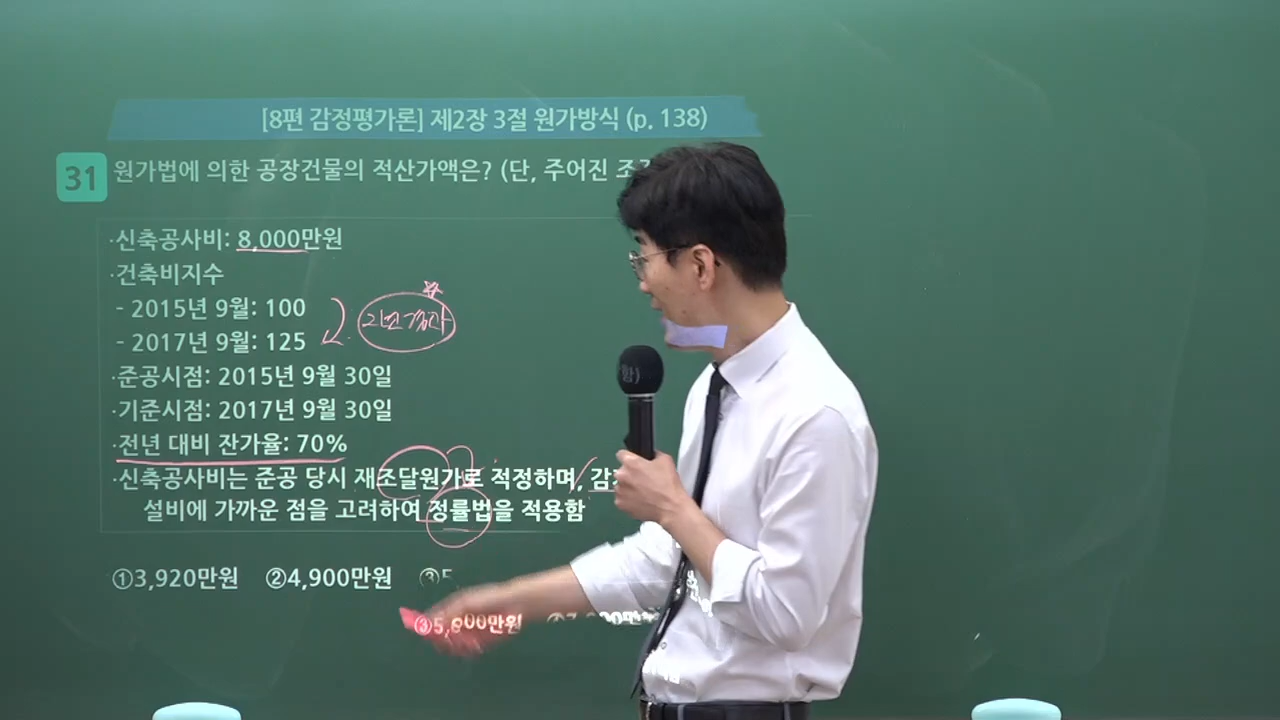 [8편 감정평가론] 제2장 3절 원가방식 (p. 138)
31 원가법에 의한 공장건물의 적산가액은? (단, 주어진
·신축공사비: 8,000만원
·건축비지수
- 2015년 9월: 100
- 2017년 9월: 125
2년 경과
·준공시점: 2015년 9월 30일
·기준시점: 2017년 9월 30일
·전년 대비 잔가율: 70%
·신축공사비는 준공 당시 재조달원가로 적정하며,
설비에 가까운 점을 고려하여 정률법을 적용함
①3,920만원 ②4,900만원 ③5
③5,600만원